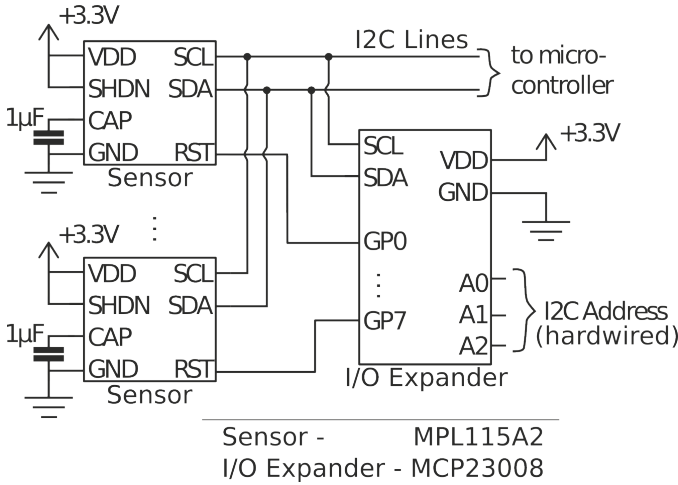 +3.3V
I2C Lines
VDD SCL
to micro-
controller
SHDN SDA
1µF
CAP
GND RST
Sensor
SCL
SDA
VDD
+3.3V
GND
GP0
A0
A1
A2
I2C Address
(hardwired)
GP7
I/O Expander
+3.3V
VDD SCL
SHDN SDA
1µF
CAP
GND RST
Sensor
Sensor - MPL115A2
I/O Expander - MCP23008